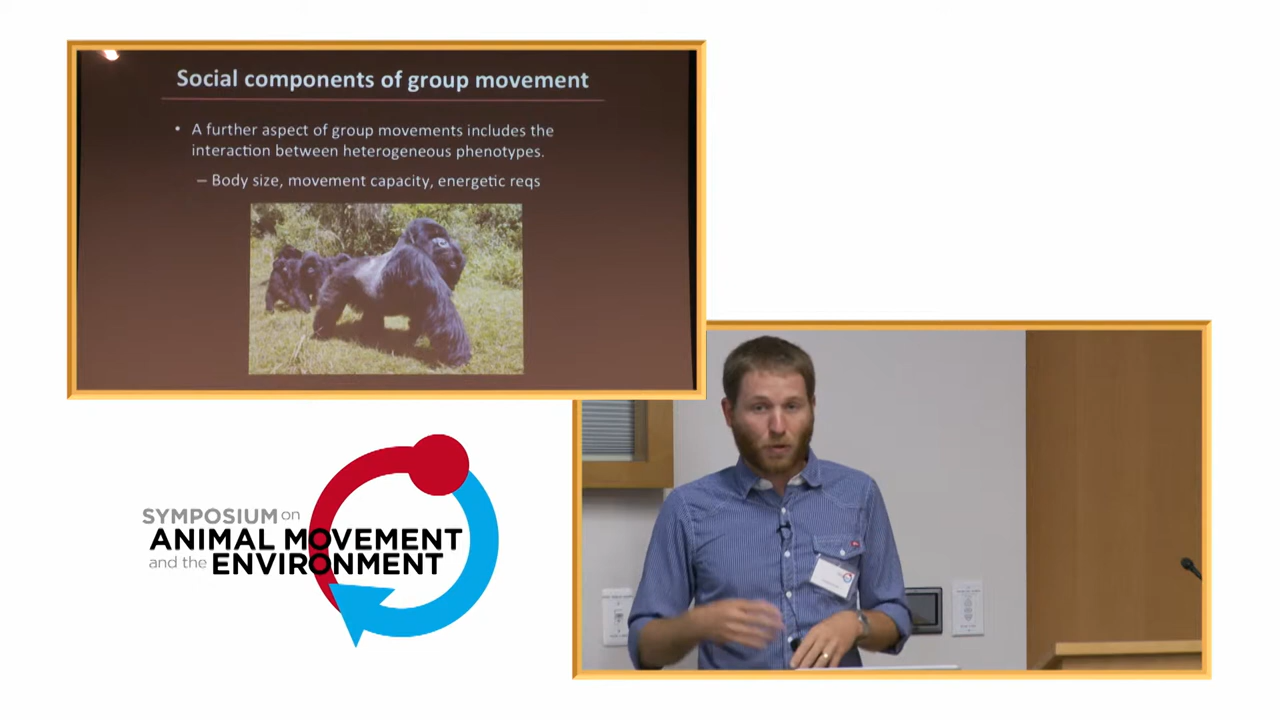 Social components of group movement
• A further aspect of group movements includes the
interaction between heterogeneous phenotypes.
– Body size, movement capacity, energetic reqs
SYMPOSIUM on
ANIMAL MOVEMENT
and the ENVIRONMENT